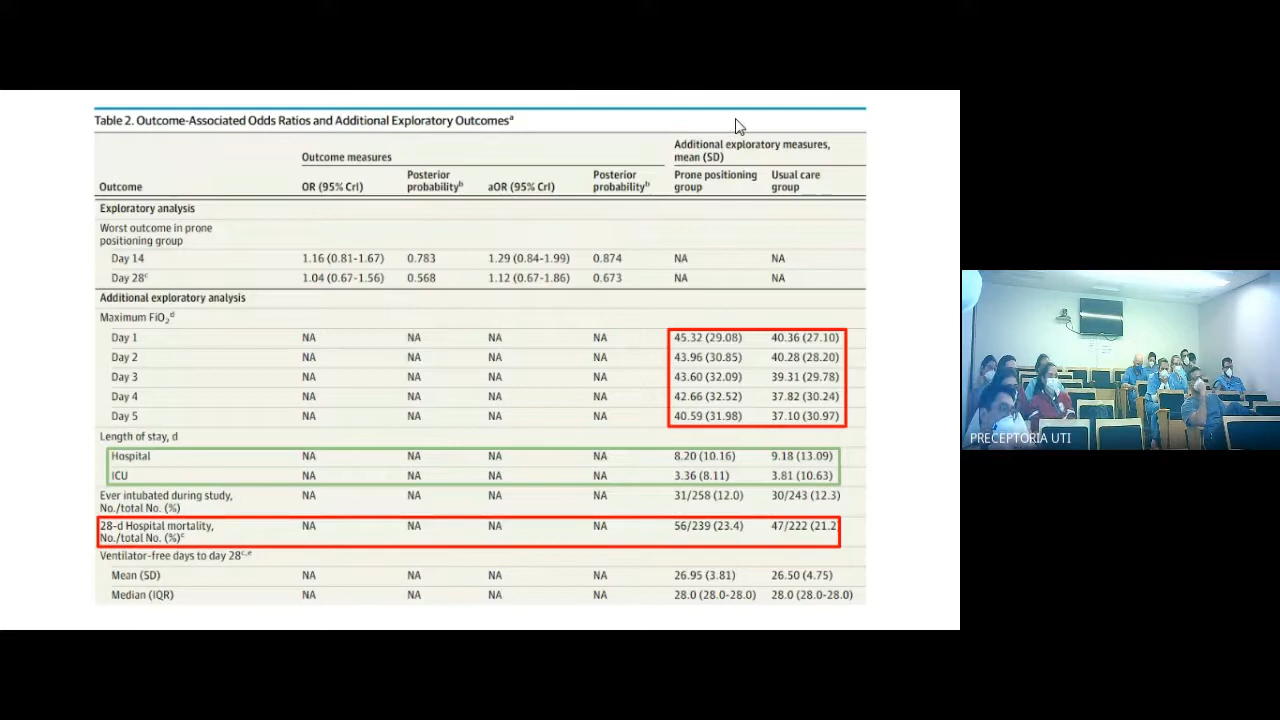 Table 2. Outcome-Associated Odds Ratios and Additional Exploratory Outcomesᵃ
Outcome measures
Additional exploratory measures, mean (SD)
Outcome OR (95% CrI) Posterior probabilityᵇ aOR (95% CrI) Posterior probabilityᵇ Prone positioning group Usual care group
Exploratory analysis
Worst outcome in prone
positioning group
Day 14 1.16 (0.81-1.67) 0.783 1.29 (0.84-1.99) 0.874 NA NA
Day 28ᶜ 1.04 (0.67-1.56) 0.568 1.12 (0.67-1.86) 0.673 NA NA
Additional exploratory analysis
Maximum FiO₂ᵈ
Day 1 NA NA NA NA 45.32 (29.08) 40.36 (27.10)
Day 2 NA NA NA NA 43.96 (30.85) 40.28 (28.20)
Day 3 NA NA NA NA 43.60 (32.09) 39.31 (29.78)
Day 4 NA NA NA NA 42.66 (32.52) 37.82 (30.24)
Day 5 NA NA NA NA 40.59 (31.98) 37.10 (30.97)
Length of stay, d
Hospital NA NA NA NA 8.20 (10.16) 9.18 (13.09)
ICU NA NA NA NA 3.36 (8.11) 3.81 (10.63)
Ever intubated during study, NA NA NA NA 31/258 (12.0) 30/243 (12.3)
No./total No. (%)
28-d Hospital mortality, NA NA NA NA 56/239 (23.4) 47/222 (21.2
No./total No. (%)ᶜ
Ventilator-free days to day 28ᶜ,ᵉ
Mean (SD) NA NA NA NA 26.95 (3.81) 26.50 (4.75)
Median (IQR) NA NA NA NA 28.0 (28.0-28.0) 28.0 (28.0-28.0)
PRECEPTORIA UTI